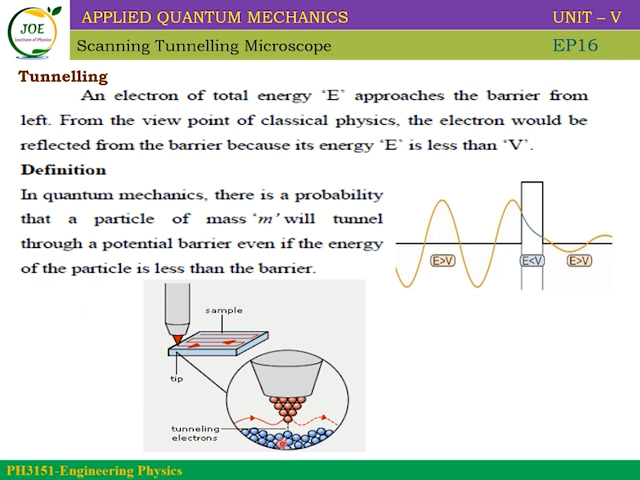 JOE
Institute of Physics
APPLIED QUANTUM MECHANICS
UNIT – V
Scanning Tunnelling Microscope
EP16
Tunnelling
An electron of total energy ‘E’ approaches the barrier from
left. From the view point of classical physics, the electron would be
reflected from the barrier because its energy ‘E’ is less than ‘V’.
Definition
In quantum mechanics, there is a probability
that a particle of mass ‘m’ will tunnel
through a potential barrier even if the energy
of the particle is less than the barrier.
E>V
E<V
E>V
sample
tip
tunneling
electrons
PH3151-Engineering Physics